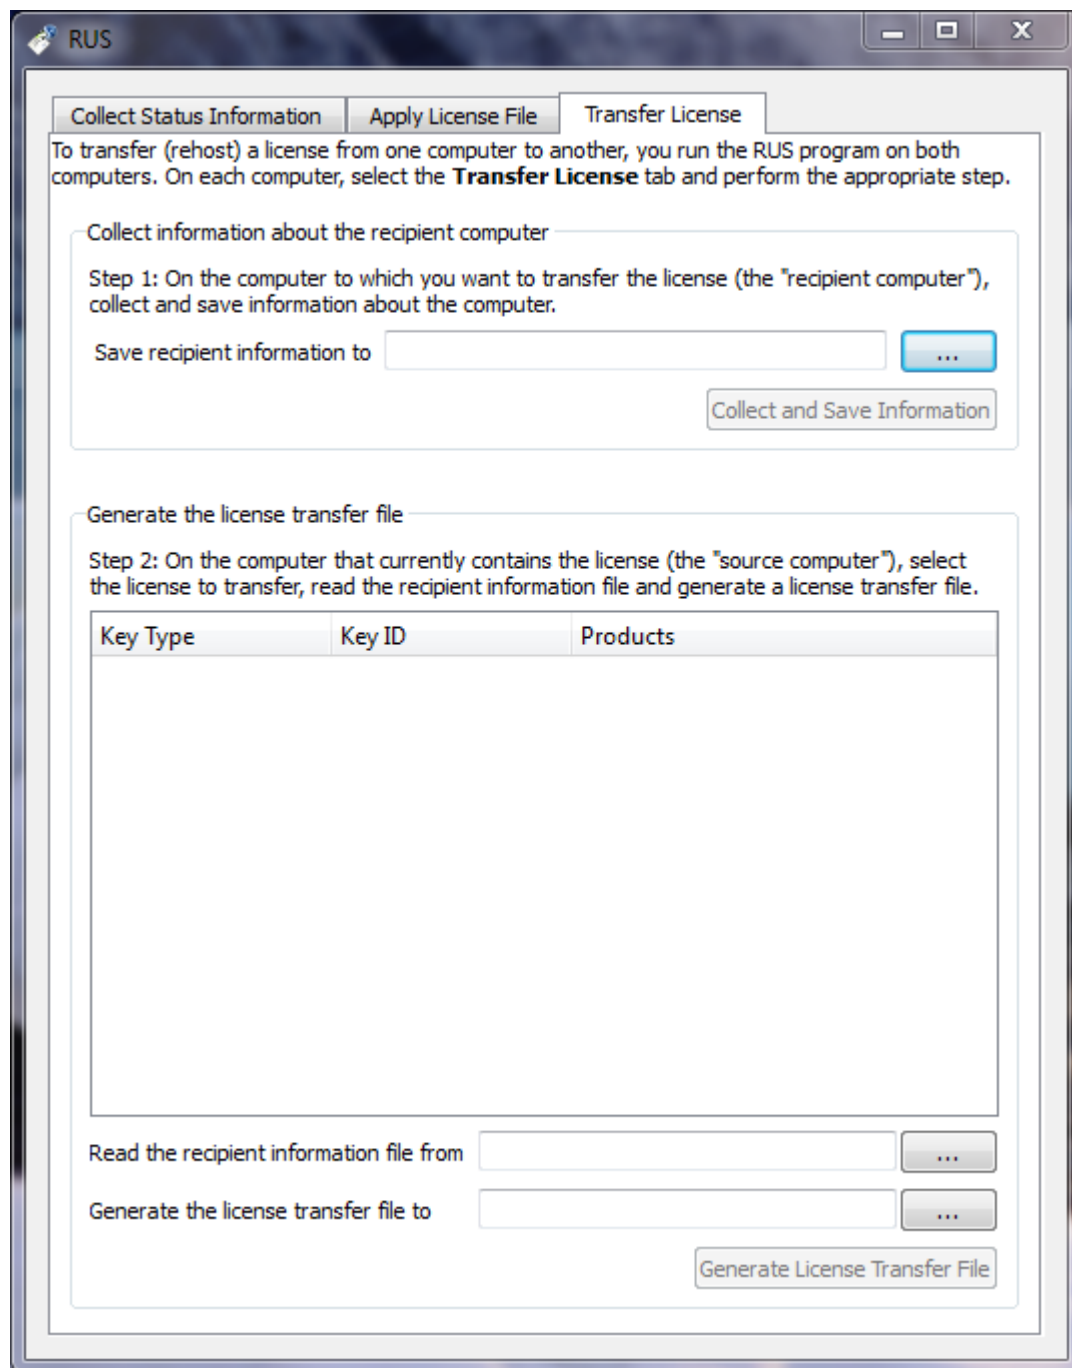 RUS
Collect Status Information
Apply License File
Transfer License
To transfer (rehost) a license from one computer to another, you run the RUS program on both
computers. On each computer, select the Transfer License tab and perform the appropriate step.
Collect information about the recipient computer
Step 1: On the computer to which you want to transfer the license (the "recipient computer"),
collect and save information about the computer.
Save recipient information to
...
Collect and Save Information
Generate the license transfer file
Step 2: On the computer that currently contains the license (the "source computer"), select
the license to transfer, read the recipient information file and generate a license transfer file.
Key Type
Key ID
Products
Read the recipient information file from
...
Generate the license transfer file to
...
Generate License Transfer File